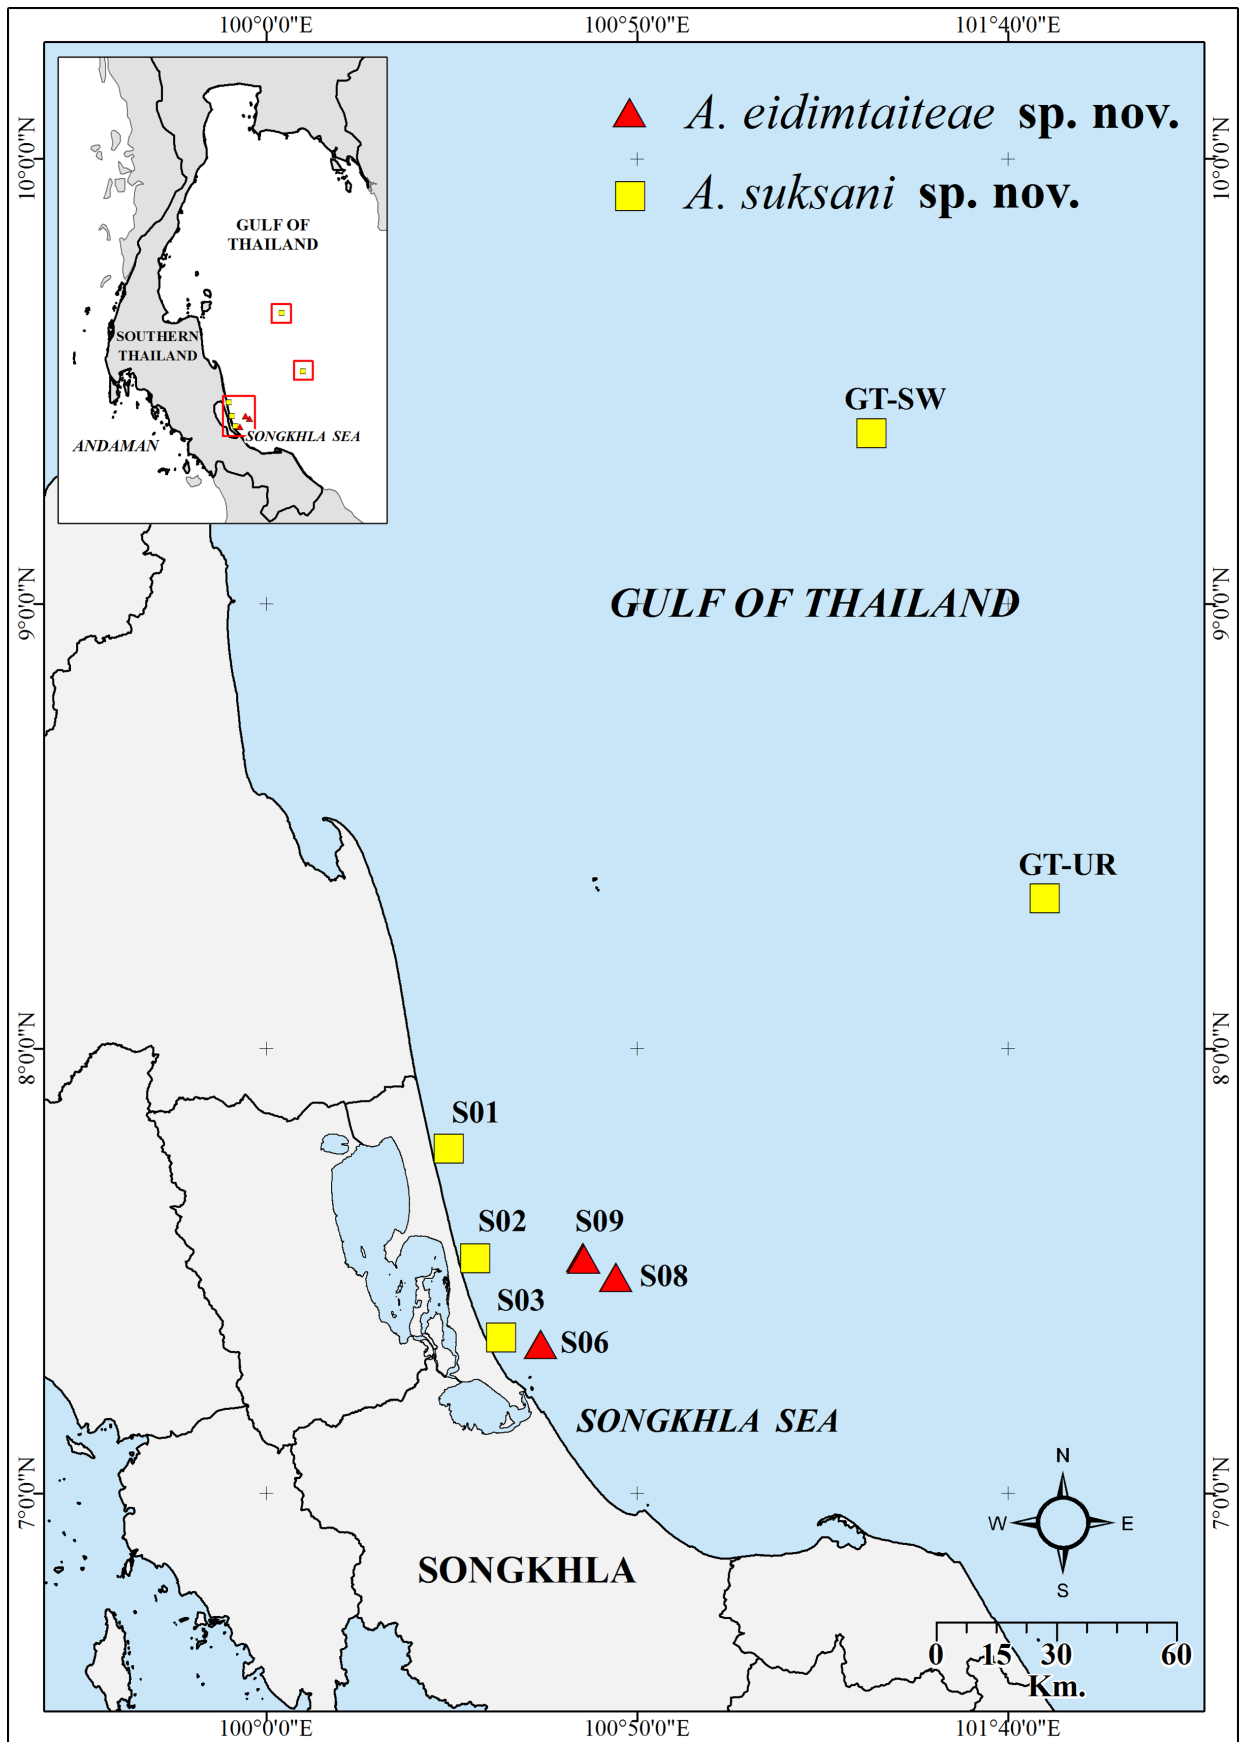 100°0'0"E
100°50'0"E
101°40'0"E
A. eidimtaiteae sp. nov.
A. suksani sp. nov.
10°0'0"N
10°0'0"N
GULF OF
THAILAND
SOUTHERN
THAILAND
SONGKHLA SEA
ANDAMAN
GT-SW
GULF OF THAILAND
9°0'0"N
9°0'0"N
GT-UR
8°0'0"N
8°0'0"N
S01
S02
S09
S08
S03
S06
SONGKHLA SEA
7°0'0"N
7°0'0"N
N
W
E
S
SONGKHLA
0 15 30 60
Km.
100°0'0"E
100°50'0"E
101°40'0"E